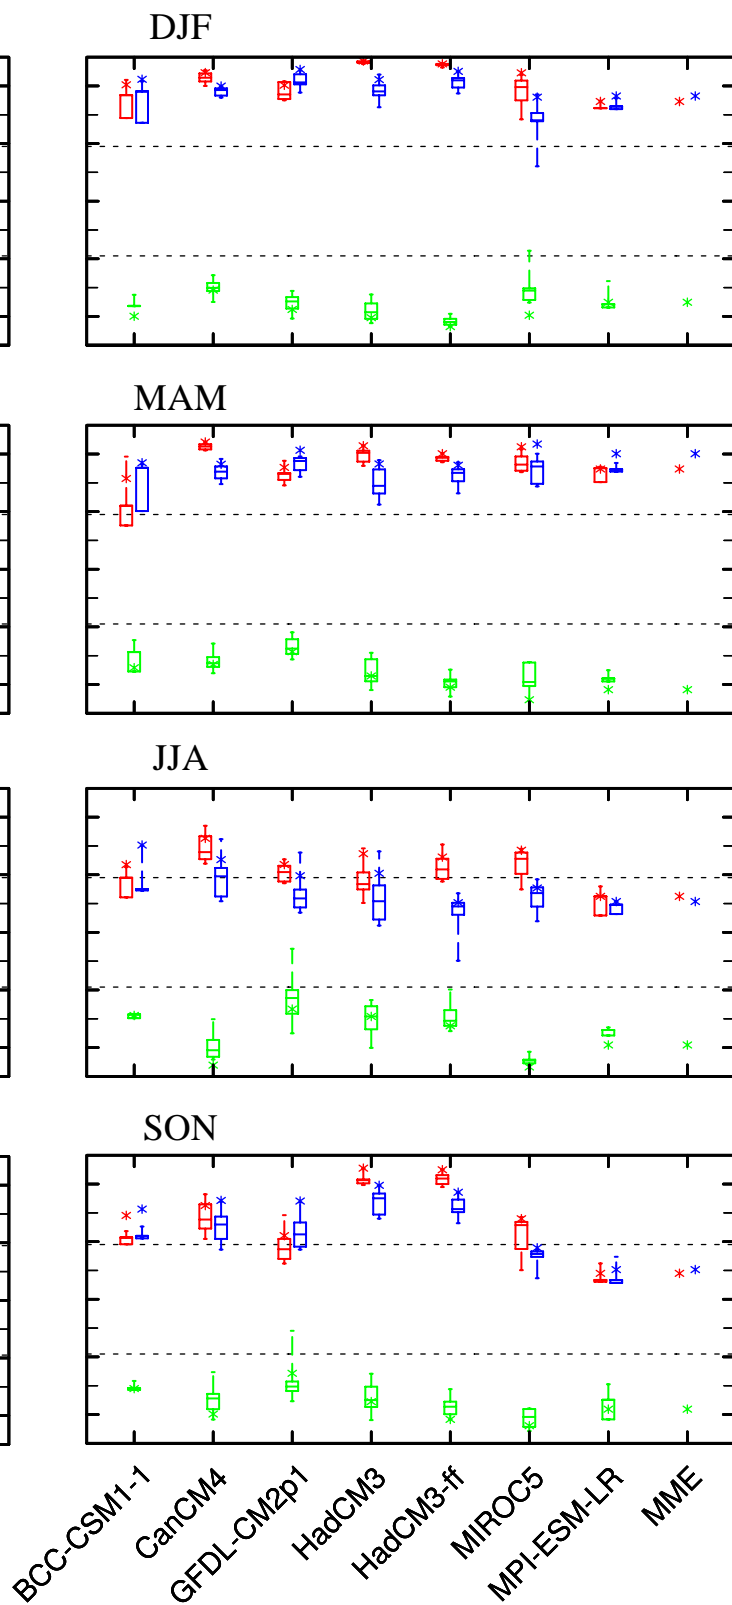 DJF
MAM
JJA
SON
BCC-CSM1-1
CanCM4
GFDL-CM2p1
HadCM3
HadCM3-ff
MIROC5
MPI-ESM-LR
MME